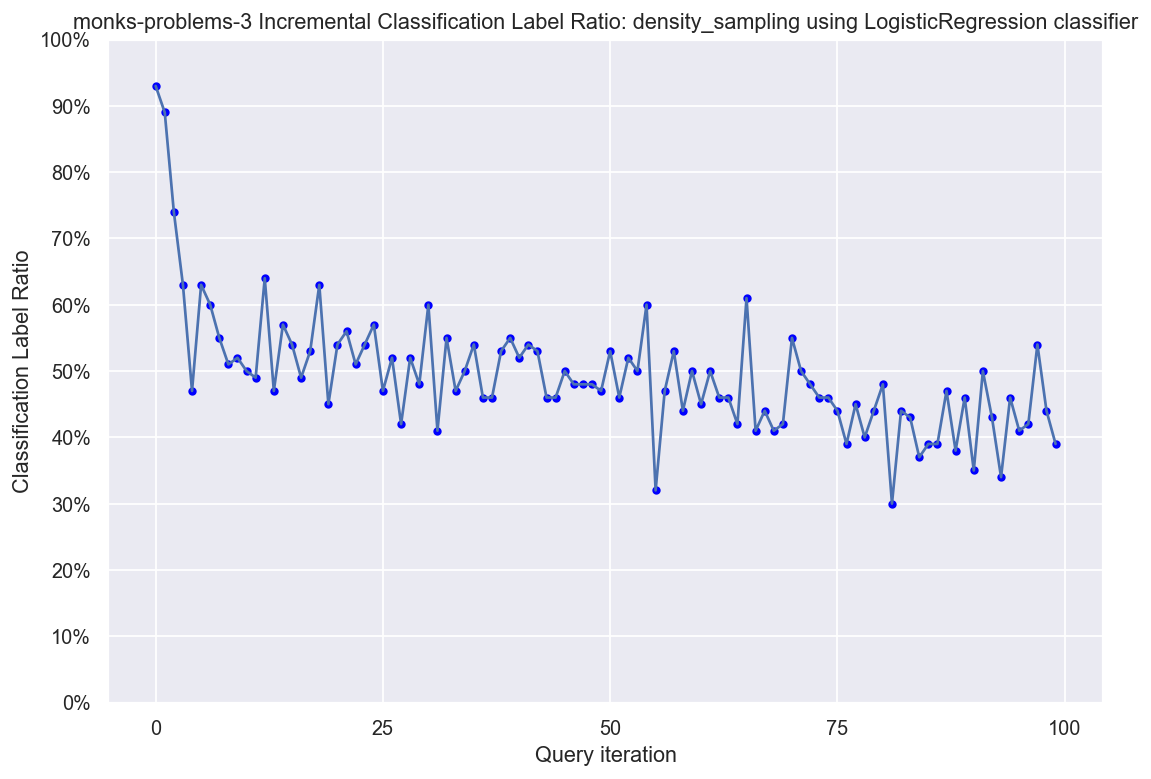 monks-problems-3 Incremental Classification Label Ratio: density_sampling using LogisticRegression classifier
100%
90%
80%
70%
60%
50%
40%
30%
20%
10%
0%
Classification Label Ratio
0 25 50 75 100
Query iteration